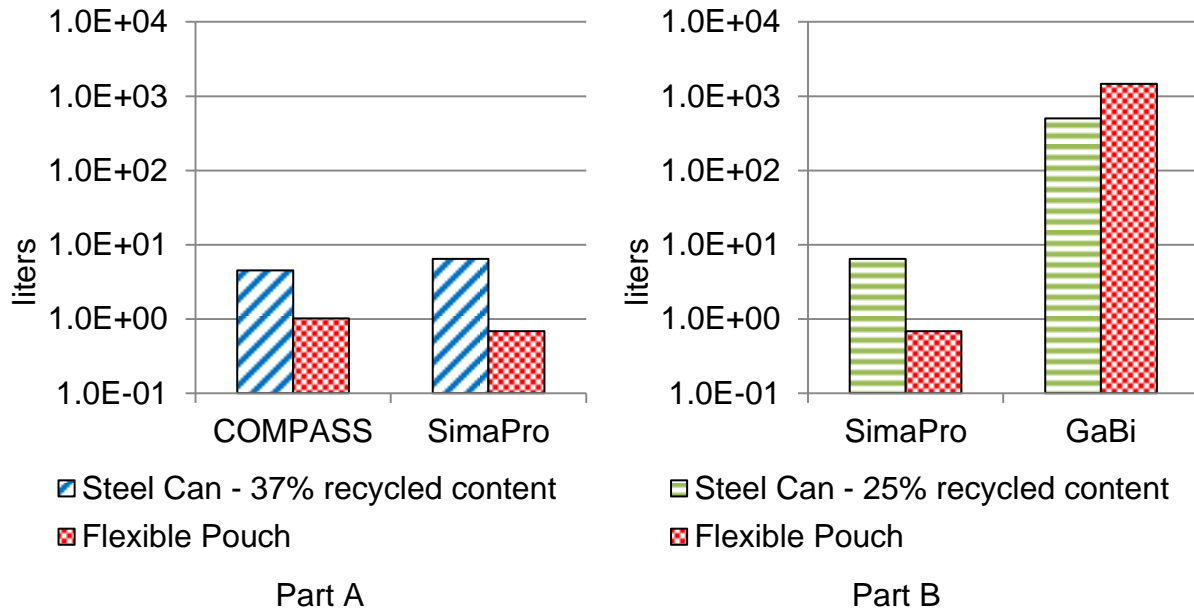 1.0E+04
1.0E+03
1.0E+02
1.0E+01
1.0E+00
1.0E-01
liters
COMPASS SimaPro
Steel Can - 37% recycled content
Flexible Pouch
Part A
1.0E+04
1.0E+03
1.0E+02
1.0E+01
1.0E+00
1.0E-01
liters
SimaPro GaBi
Steel Can - 25% recycled content
Flexible Pouch
Part B